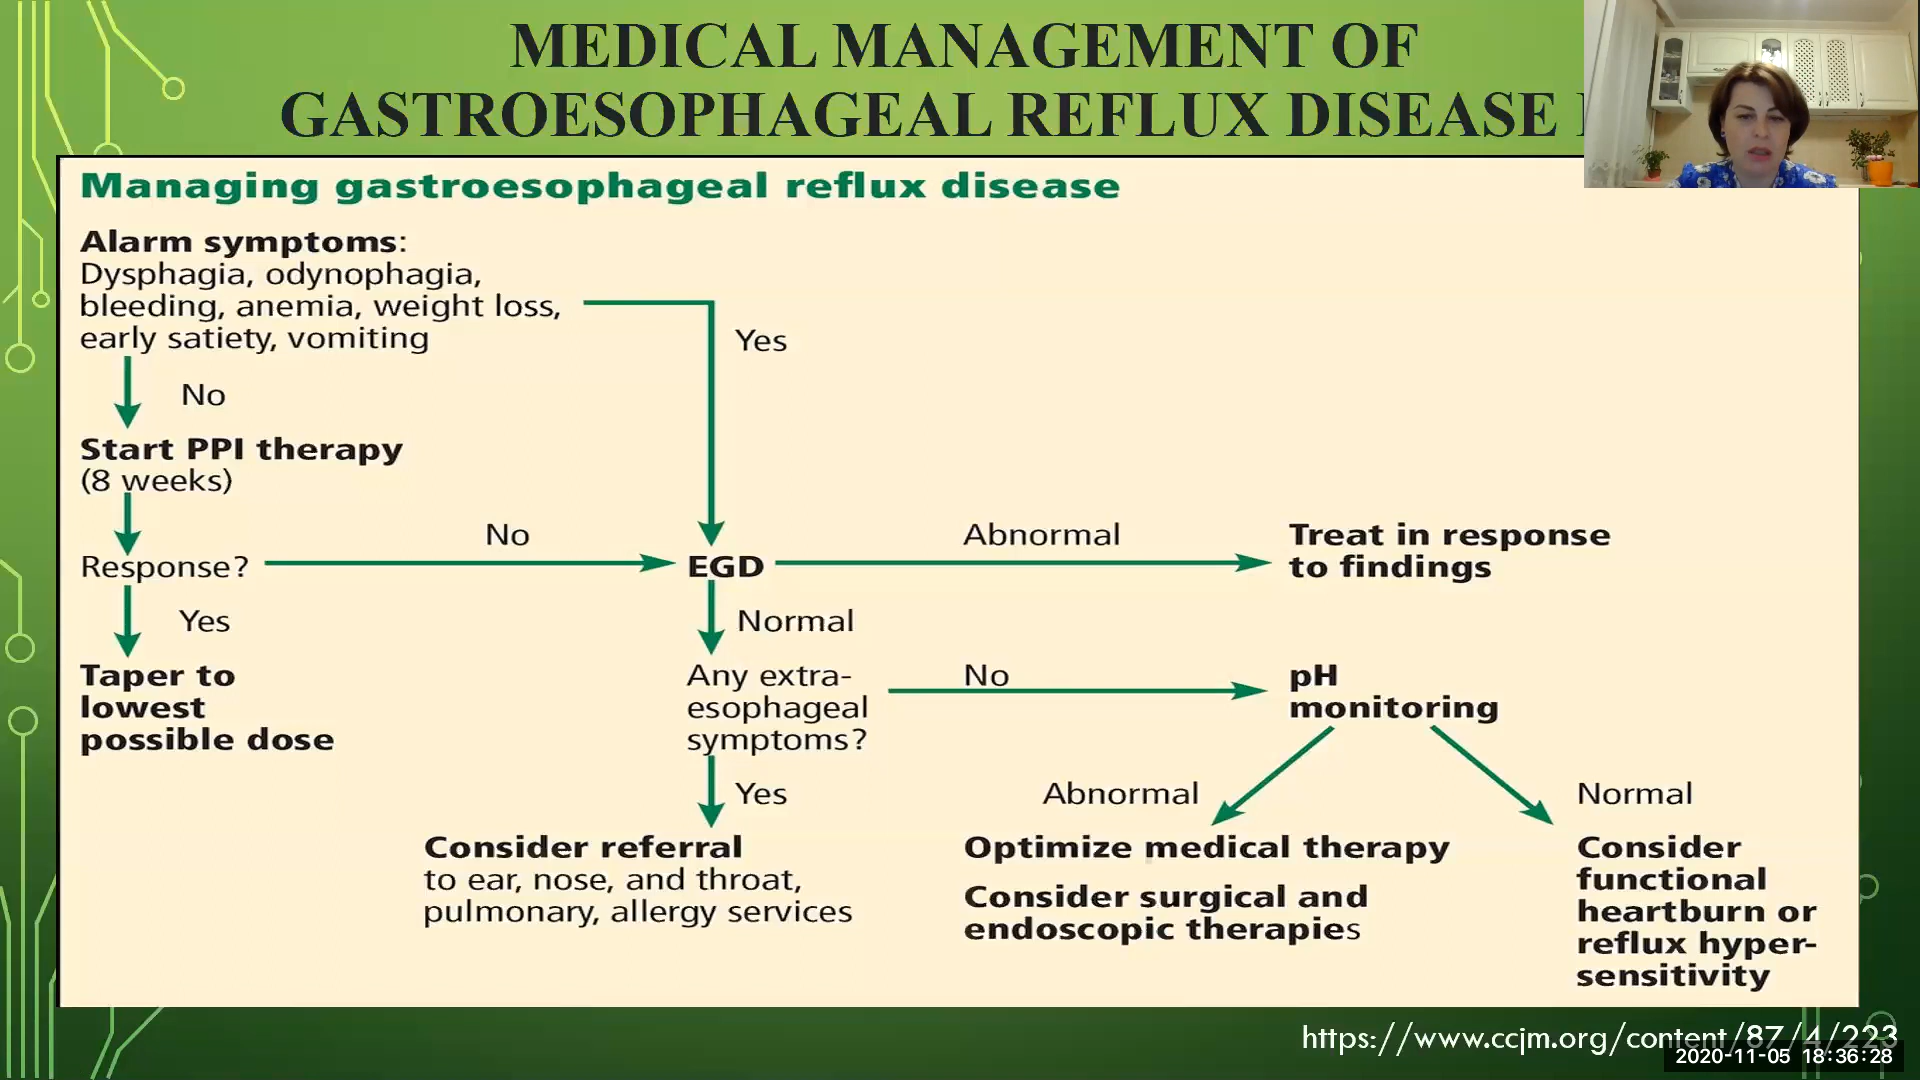 MEDICAL MANAGEMENT OF
GASTROESOPHAGEAL REFLUX DISEASE
Managing gastroesophageal reflux disease
Alarm symptoms:
Dysphagia, odynophagia,
bleeding, anemia, weight loss,
early satiety, vomiting
Yes
No
Start PPI therapy
(8 weeks)
Response?
No
EGD
Abnormal
Treat in response
to findings
Yes
Normal
Taper to
lowest
possible dose
Any extra-
esophageal
symptoms?
No
pH
monitoring
Yes
Abnormal
Normal
Consider referral
to ear, nose, and throat,
pulmonary, allergy services
Optimize medical therapy
Consider surgical and
endoscopic therapies
Consider
functional
heartburn or
reflux hyper-
sensitivity
https://www.ccjm.org/content/87/4/223
2020-11-05 18:36:28